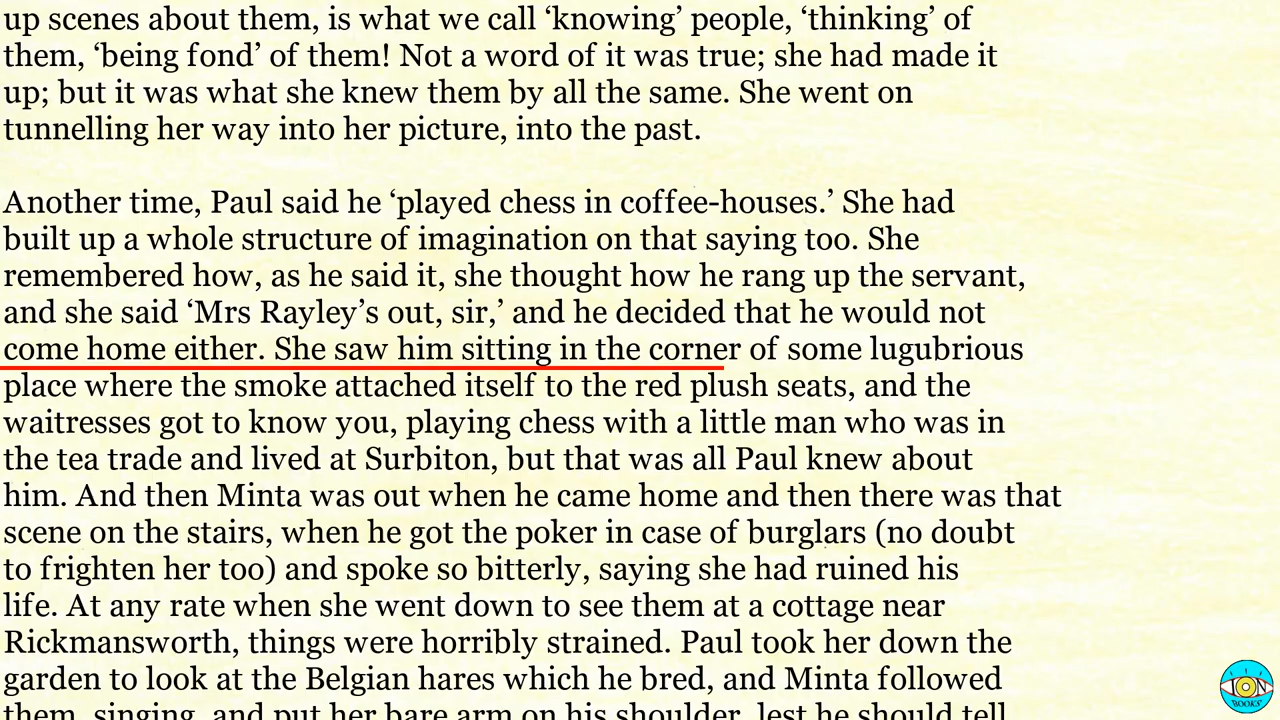 up scenes about them, is what we call ‘knowing’ people, ‘thinking’ of
them, ‘being fond’ of them! Not a word of it was true; she had made it
up; but it was what she knew them by all the same. She went on
tunnelling her way into her picture, into the past.
Another time, Paul said he ‘played chess in coffee-houses.’ She had
built up a whole structure of imagination on that saying too. She
remembered how, as he said it, she thought how he rang up the servant,
and she said ‘Mrs Rayley’s out, sir,’ and he decided that he would not
come home either. She saw him sitting in the corner of some lugubrious
place where the smoke attached itself to the red plush seats, and the
waitresses got to know you, playing chess with a little man who was in
the tea trade and lived at Surbiton, but that was all Paul knew about
him. And then Minta was out when he came home and then there was that
scene on the stairs, when he got the poker in case of burglars (no doubt
to frighten her too) and spoke so bitterly, saying she had ruined his
life. At any rate when she went down to see them at a cottage near
Rickmansworth, things were horribly strained. Paul took her down the
garden to look at the Belgian hares which he bred, and Minta followed
them, singing, and put her bare arm on his shoulder, lest he should tell
ION
BOOKS